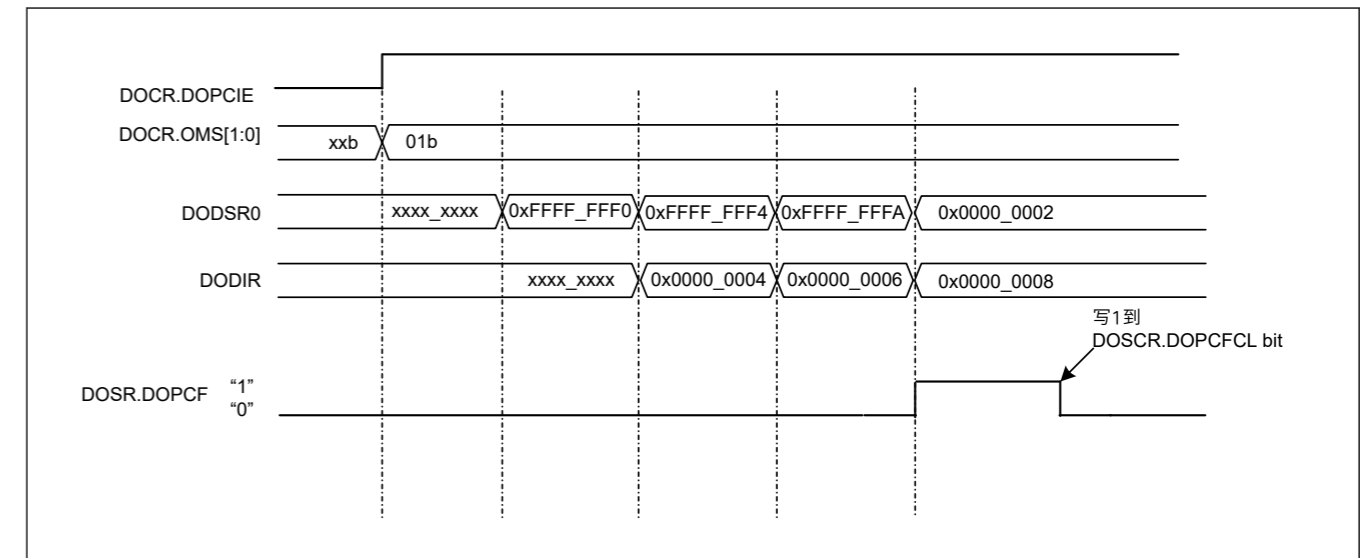 DOCR.DOPCIE
DOCR.OMS[1:0] xxb 01b
DODSR0 xxxx_xxxx 0xFFFF_FFF0 0xFFFF_FFF4 0xFFFF_FFFA 0x0000_0002
DODIR xxxx_xxxx 0x0000_0004 0x0000_0006 0x0000_0008
写1到
DOSCR.DOPCFCL bit
DOSR.DOPCF “1”
“0”